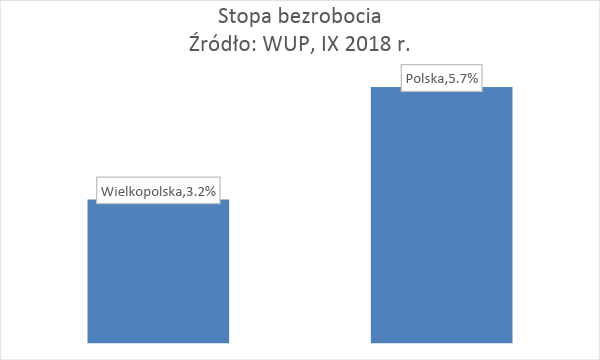 Stopa bezrobocia
Źródło: WUP, IX 2018 r.
Polska,5.7%
Wielkopolska,3.2%